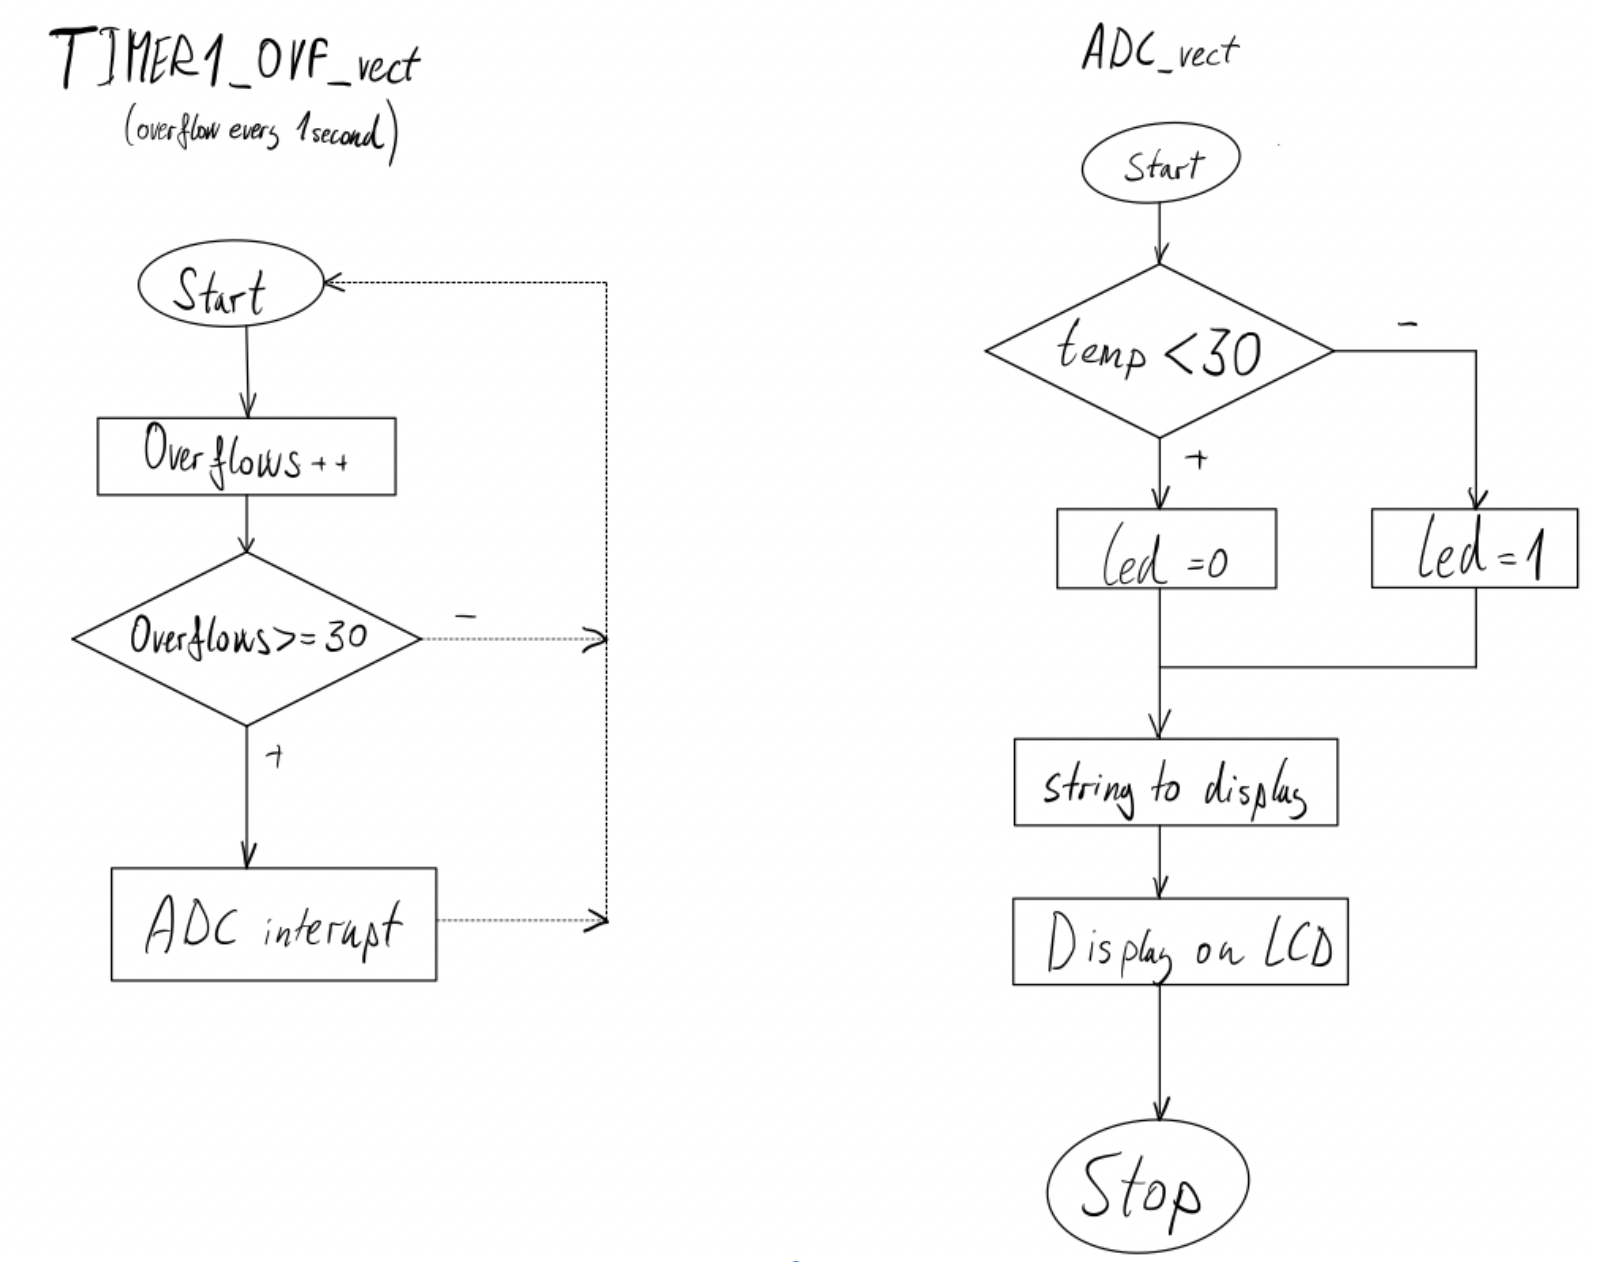 TIMER1_OVF_vect
(overflow every 1second)
Start
Overflows++
Overflows>=30
-
+
ADC interupt
ADC_vect
Start
temp <30
-
+
led =0
led=1
string to display
Display on LCD
Stop